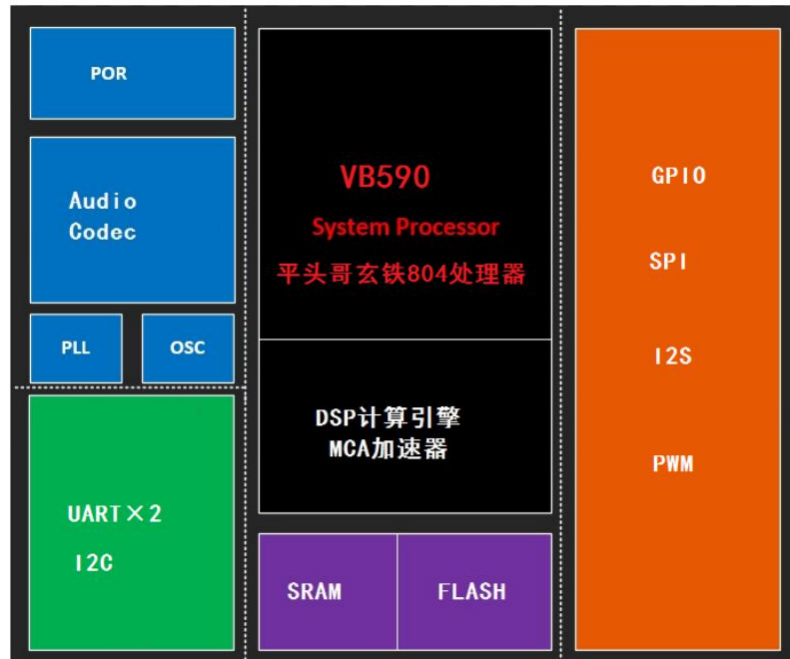 POR
Audio
Codec
PLL
OSC
UART×2
I2C
VB590
System Processor
平头哥玄铁804处理器
DSP计算引擎
MCA加速器
SRAM
FLASH
GPIO
SPI
I2S
PWM